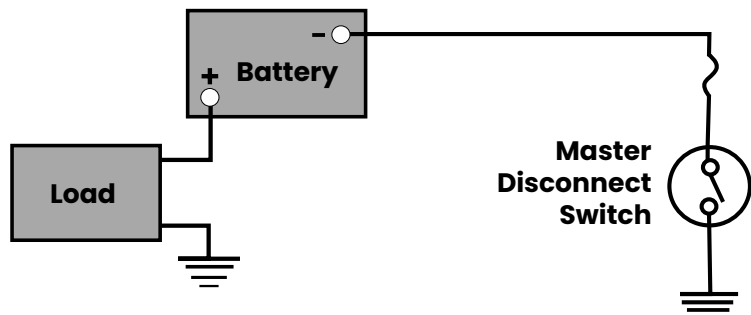 -
+
Battery
Load
Master
Disconnect
Switch